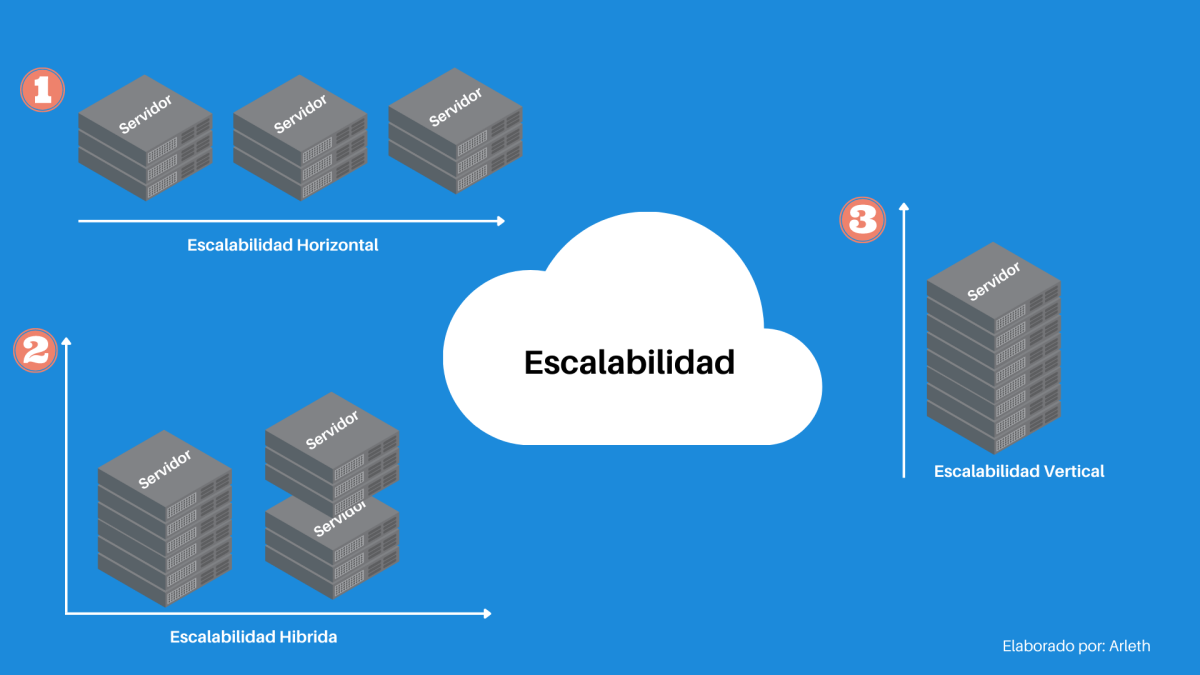 1
Servidor
Servidor
Servidor
Escalabilidad Horizontal
2
Servidor
Servidor
Servidor
Escalabilidad Hibrida
Escalabilidad
3
Servidor
Escalabilidad Vertical
Elaborado por: Arleth